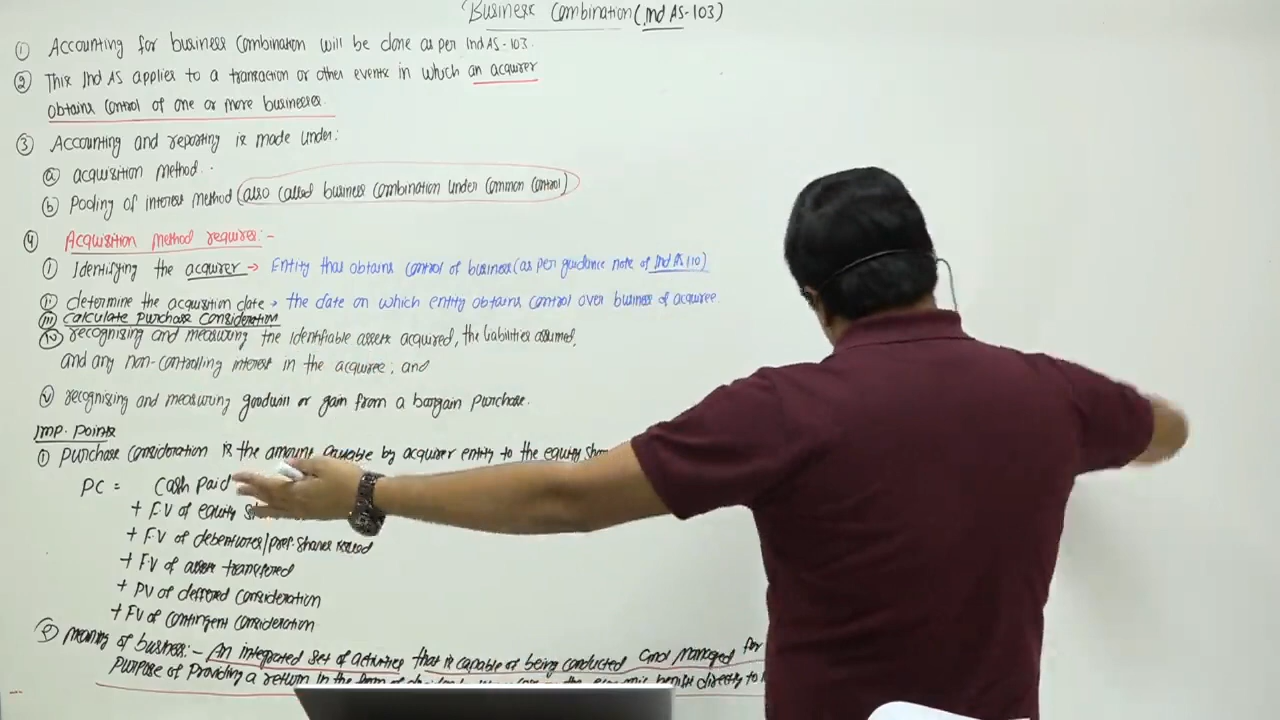 Business Combination (Ind AS-103)
① Accounting for business combination will be done as per Ind AS-103.
② This Ind AS applies to a transaction or other events in which an acquirer
obtains control of one or more businesses.
③ Accounting and reporting is made under:
ⓐ acquisition method.
ⓑ Pooling of interest method (also called business combination under common control)
④ Acquisition method requires:-
ⓘ Identifying the acquirer → Entity that obtains control of business (as per guidance note of Ind AS 110)
ⓘⓘ determine the acquisition date → the date on which entity obtains control over business of acquiree.
ⓘⓘⓘ calculate purchase consideration
ⓘⓥ recognising and measuring the identifiable assets acquired, the liabilities assumed,
and any non-controlling interest in the acquiree; and
ⓥ recognising and measuring goodwill or gain from a bargain purchase.
Imp. Points
① Purchase consideration is the amount payable by acquirer entity to the equity
PC = Cash Paid
+ F.V of equity
+ F.V of debentures/pref. shares issued
+ F.V of assets transferred
+ PV of deffered consideration
+ FV of contingent consideration
② meaning of business:- An integrated set of activities that is capable of being conducted and managed for
purpose of providing a return in the form of directly to